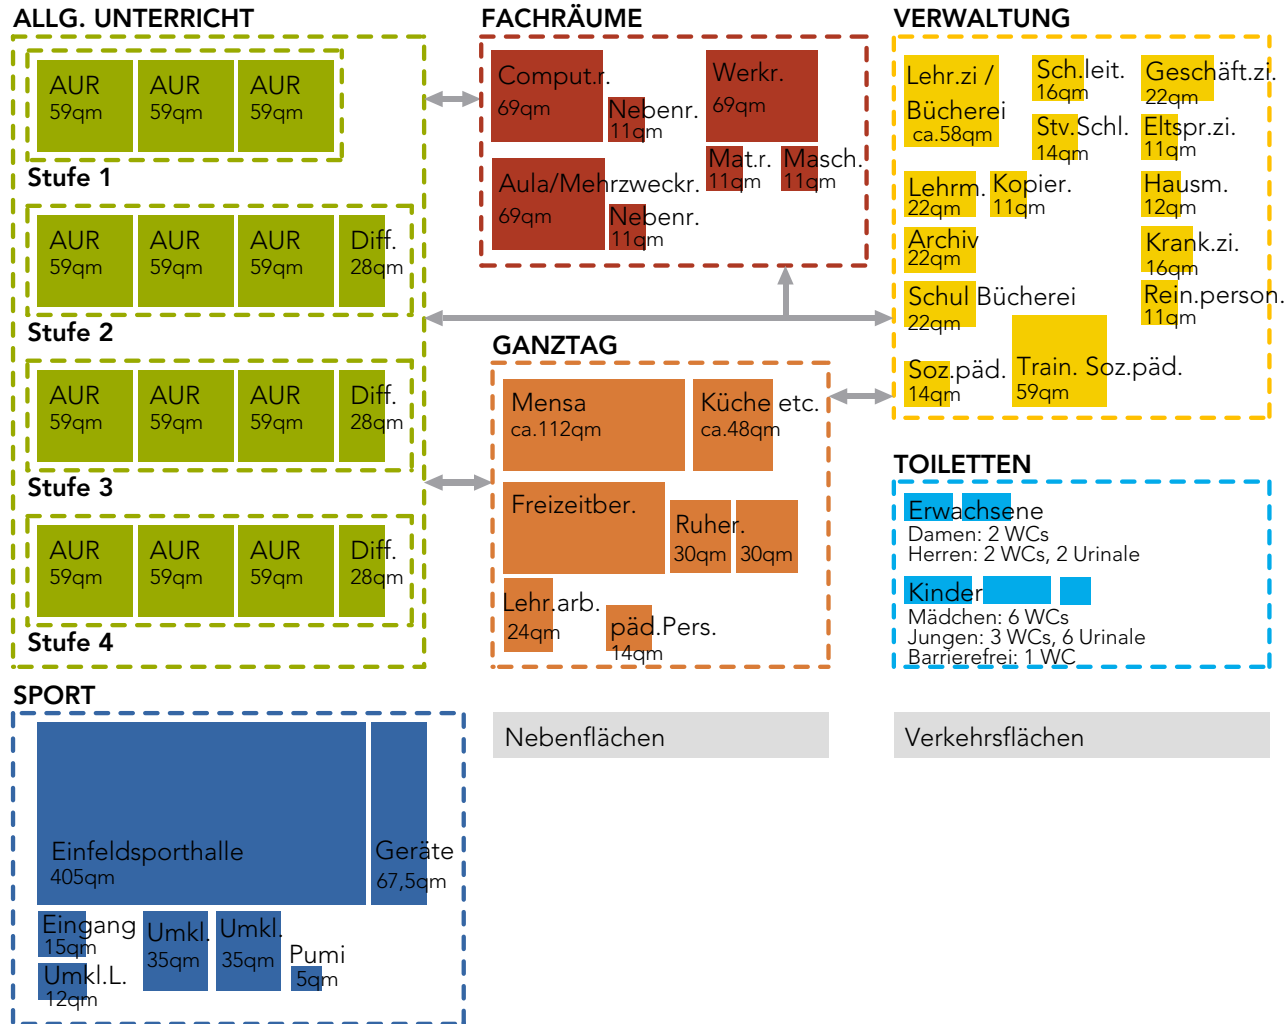 ALLG. UNTERRICHT
AUR
59qm
AUR
59qm
AUR
59qm
Stufe 1
AUR
59qm
AUR
59qm
AUR
59qm
Diff.
28qm
Stufe 2
AUR
59qm
AUR
59qm
AUR
59qm
Diff.
28qm
Stufe 3
AUR
59qm
AUR
59qm
AUR
59qm
Diff.
28qm
Stufe 4
FACHRÄUME
Comput.r.
69qm
Nebenr.
11qm
Werkr.
69qm
Mat.r.
11qm
Masch.
11qm
Aula/Mehrzweckr.
69qm
Nebenr.
11qm
VERWALTUNG
Lehr.zi /
Bücherei
ca.58qm
Sch.leit.
16qm
Geschäft.zi.
22qm
Stv.Schl.
14qm
Eltspr.zi.
11qm
Lehrm.
22qm
Kopier.
11qm
Hausm.
12qm
Archiv
22qm
Krank.zi.
16qm
Schul Bücherei
22qm
Rein.person.
11qm
Soz.päd.
14qm
Train. Soz.päd.
59qm
GANZTAG
Mensa
ca.112qm
Küche etc.
ca.48qm
Freizeitber.
Ruher.
30qm
30qm
Lehr.arb.
24qm
päd.Pers.
14qm
TOILETTEN
Erwachsene
Damen: 2 WCs
Herren: 2 WCs, 2 Urinale
Kinder
Mädchen: 6 WCs
Jungen: 3 WCs, 6 Urinale
Barrierefrei: 1 WC
SPORT
Einfeldsporthalle
405qm
Geräte
67,5qm
Eingang
15qm
Umkl.L.
12qm
Umkl.
35qm
Umkl.
35qm
Pumi
5qm
Nebenflächen
Verkehrsflächen